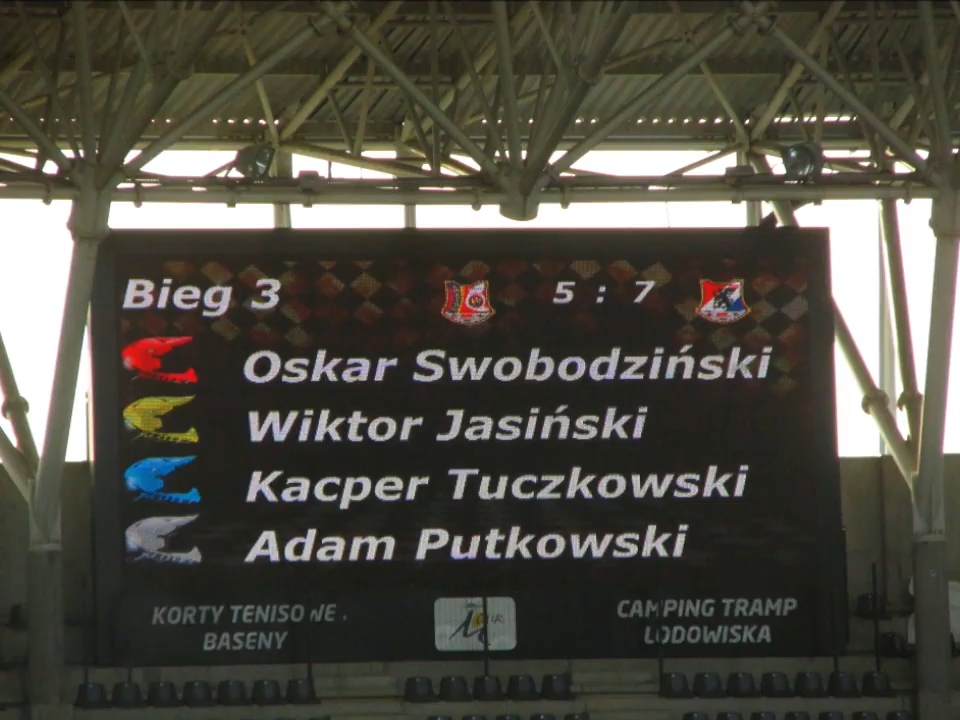 Bieg 3 5 : 7
Oskar Swobodziński
Wiktor Jasiński
Kacper Tuczkowski
Adam Putkowski
KORTY TENISOWE .
BASENY
CAMPING TRAMP
LODOWISKA